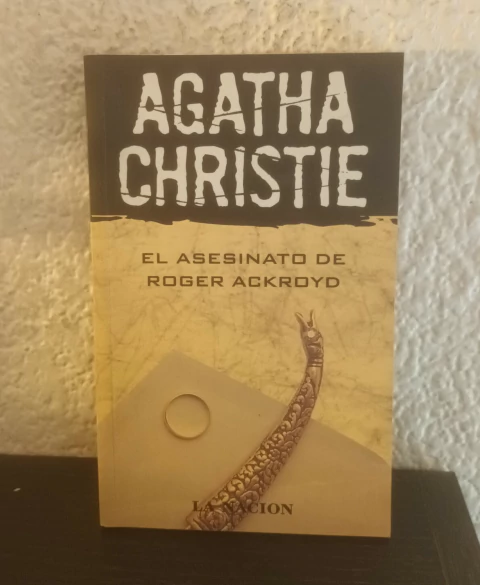 AGATHA
CHRISTIE
EL ASESINATO DE
ROGER ACKROYD
LA NACION